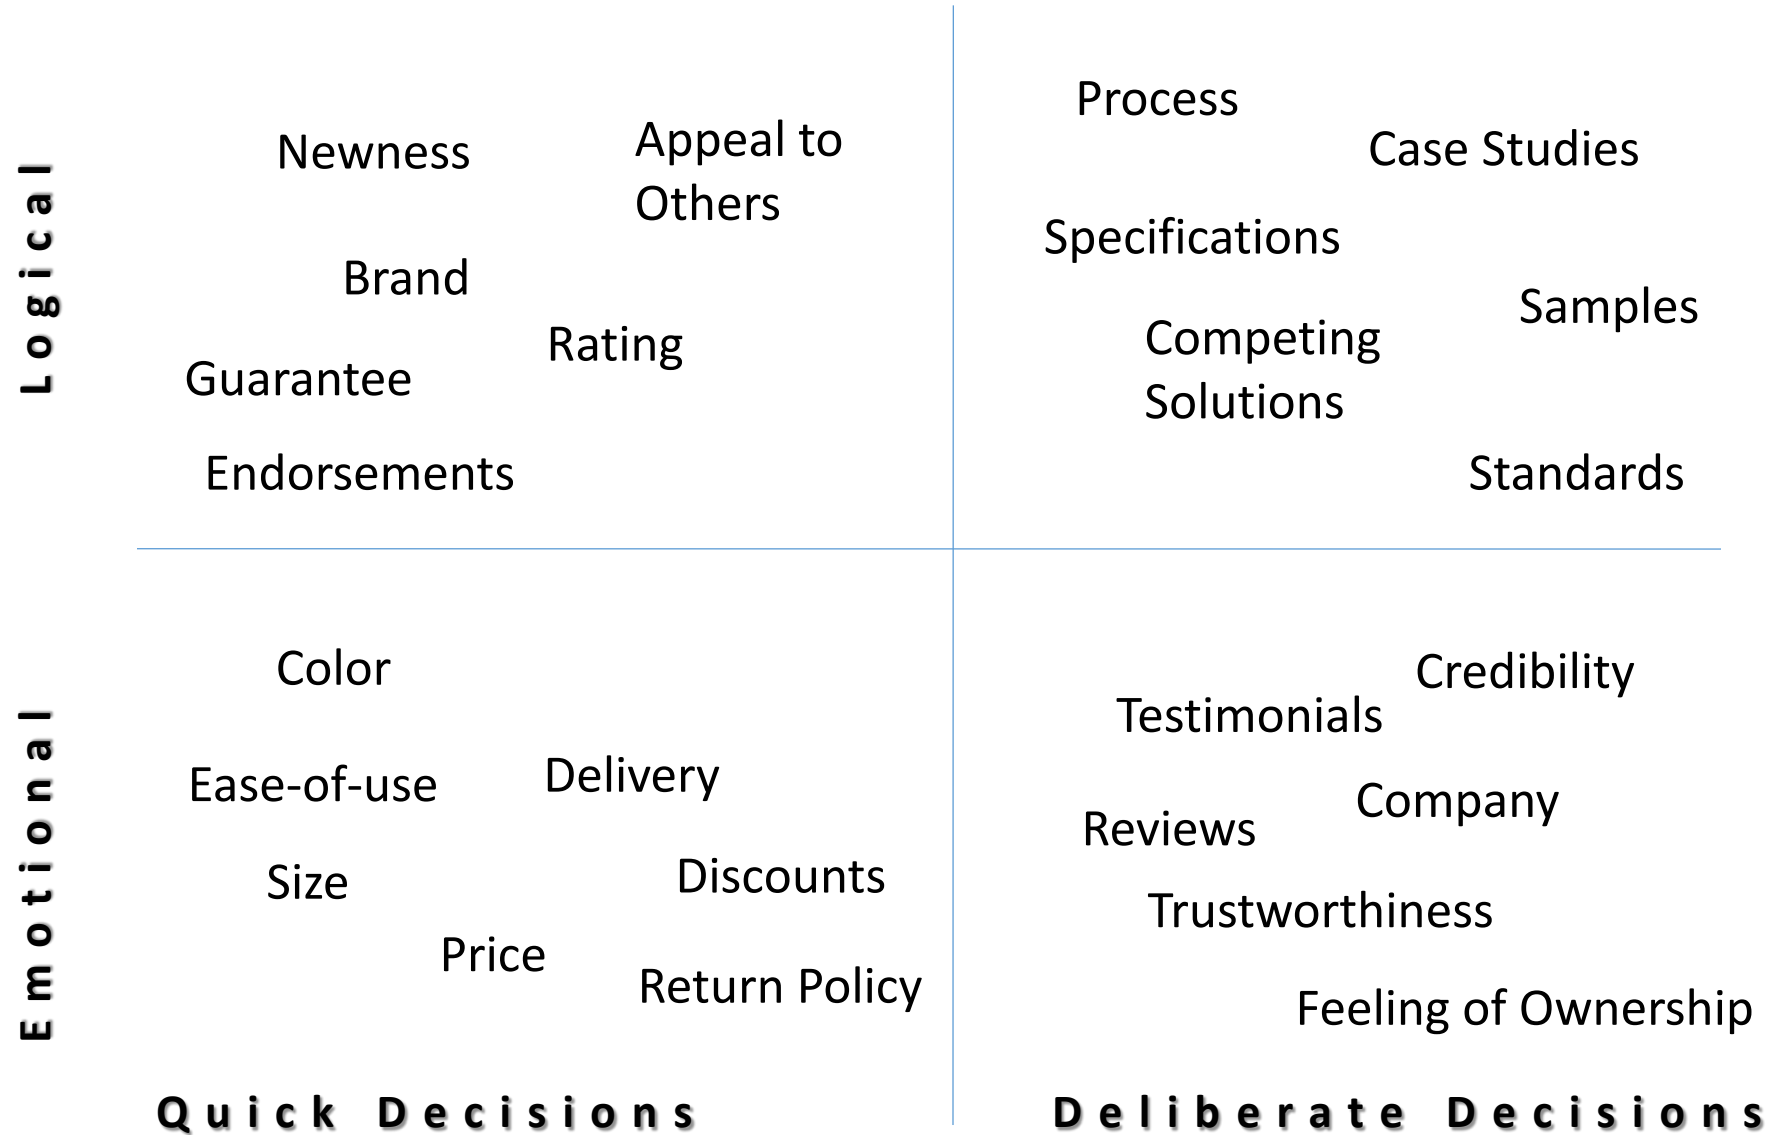 Logical
Newness
Appeal to
Others
Brand
Rating
Guarantee
Endorsements
Process
Case Studies
Specifications
Samples
Competing
Solutions
Standards
Emotional
Color
Ease-of-use
Delivery
Size
Discounts
Price
Return Policy
Credibility
Testimonials
Company
Reviews
Trustworthiness
Feeling of Ownership
Quick Decisions
Deliberate Decisions